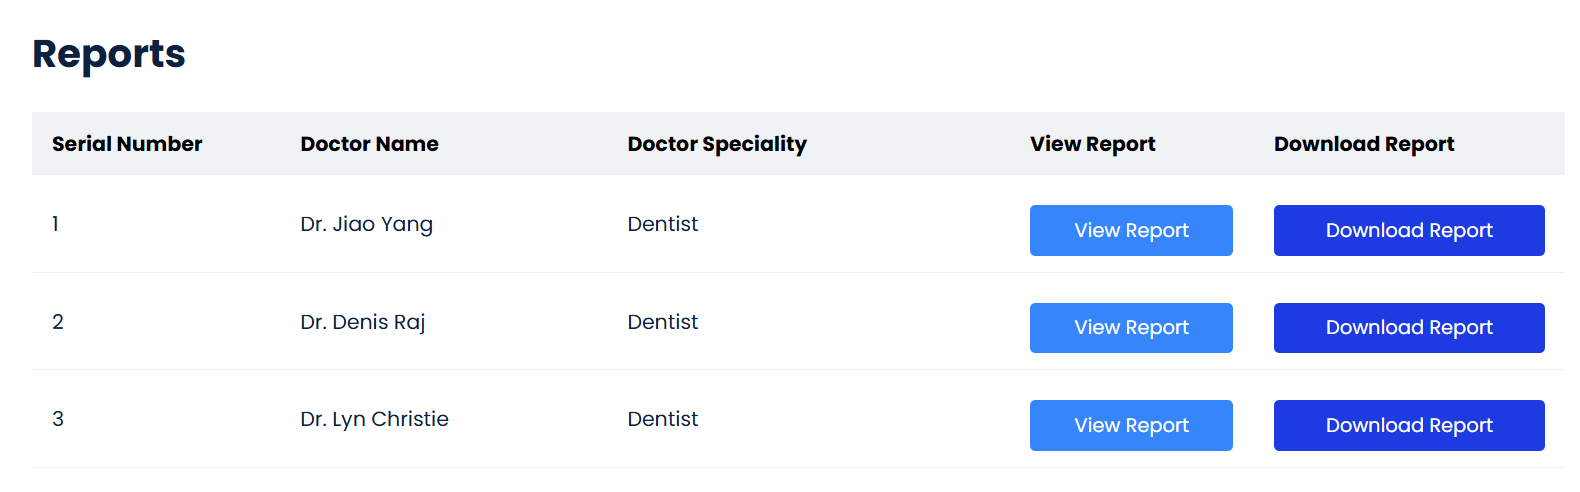 Reports
Serial Number Doctor Name Doctor Speciality View Report Download Report
1 Dr. Jiao Yang Dentist View Report Download Report
2 Dr. Denis Raj Dentist View Report Download Report
3 Dr. Lyn Christie Dentist View Report Download Report